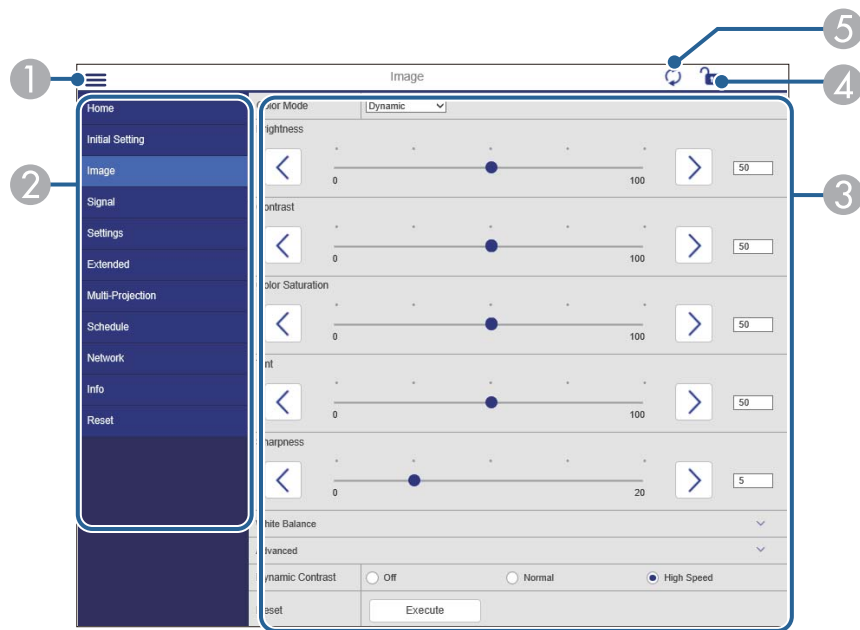 5
1
Image
4
Home
Color Mode
Dynamic
Initial Setting
rightness
2
Image
0
100
50
3
Signal
ontrast
Settings
0
100
50
Extended
olor Saturation
Multi-Projection
Schedule
0
100
50
Network
nt
Info
0
100
50
Reset
harpness
0
20
5
hite Balance
dvanced
ynamic Contrast
Off
Normal
High Speed
eset
Execute